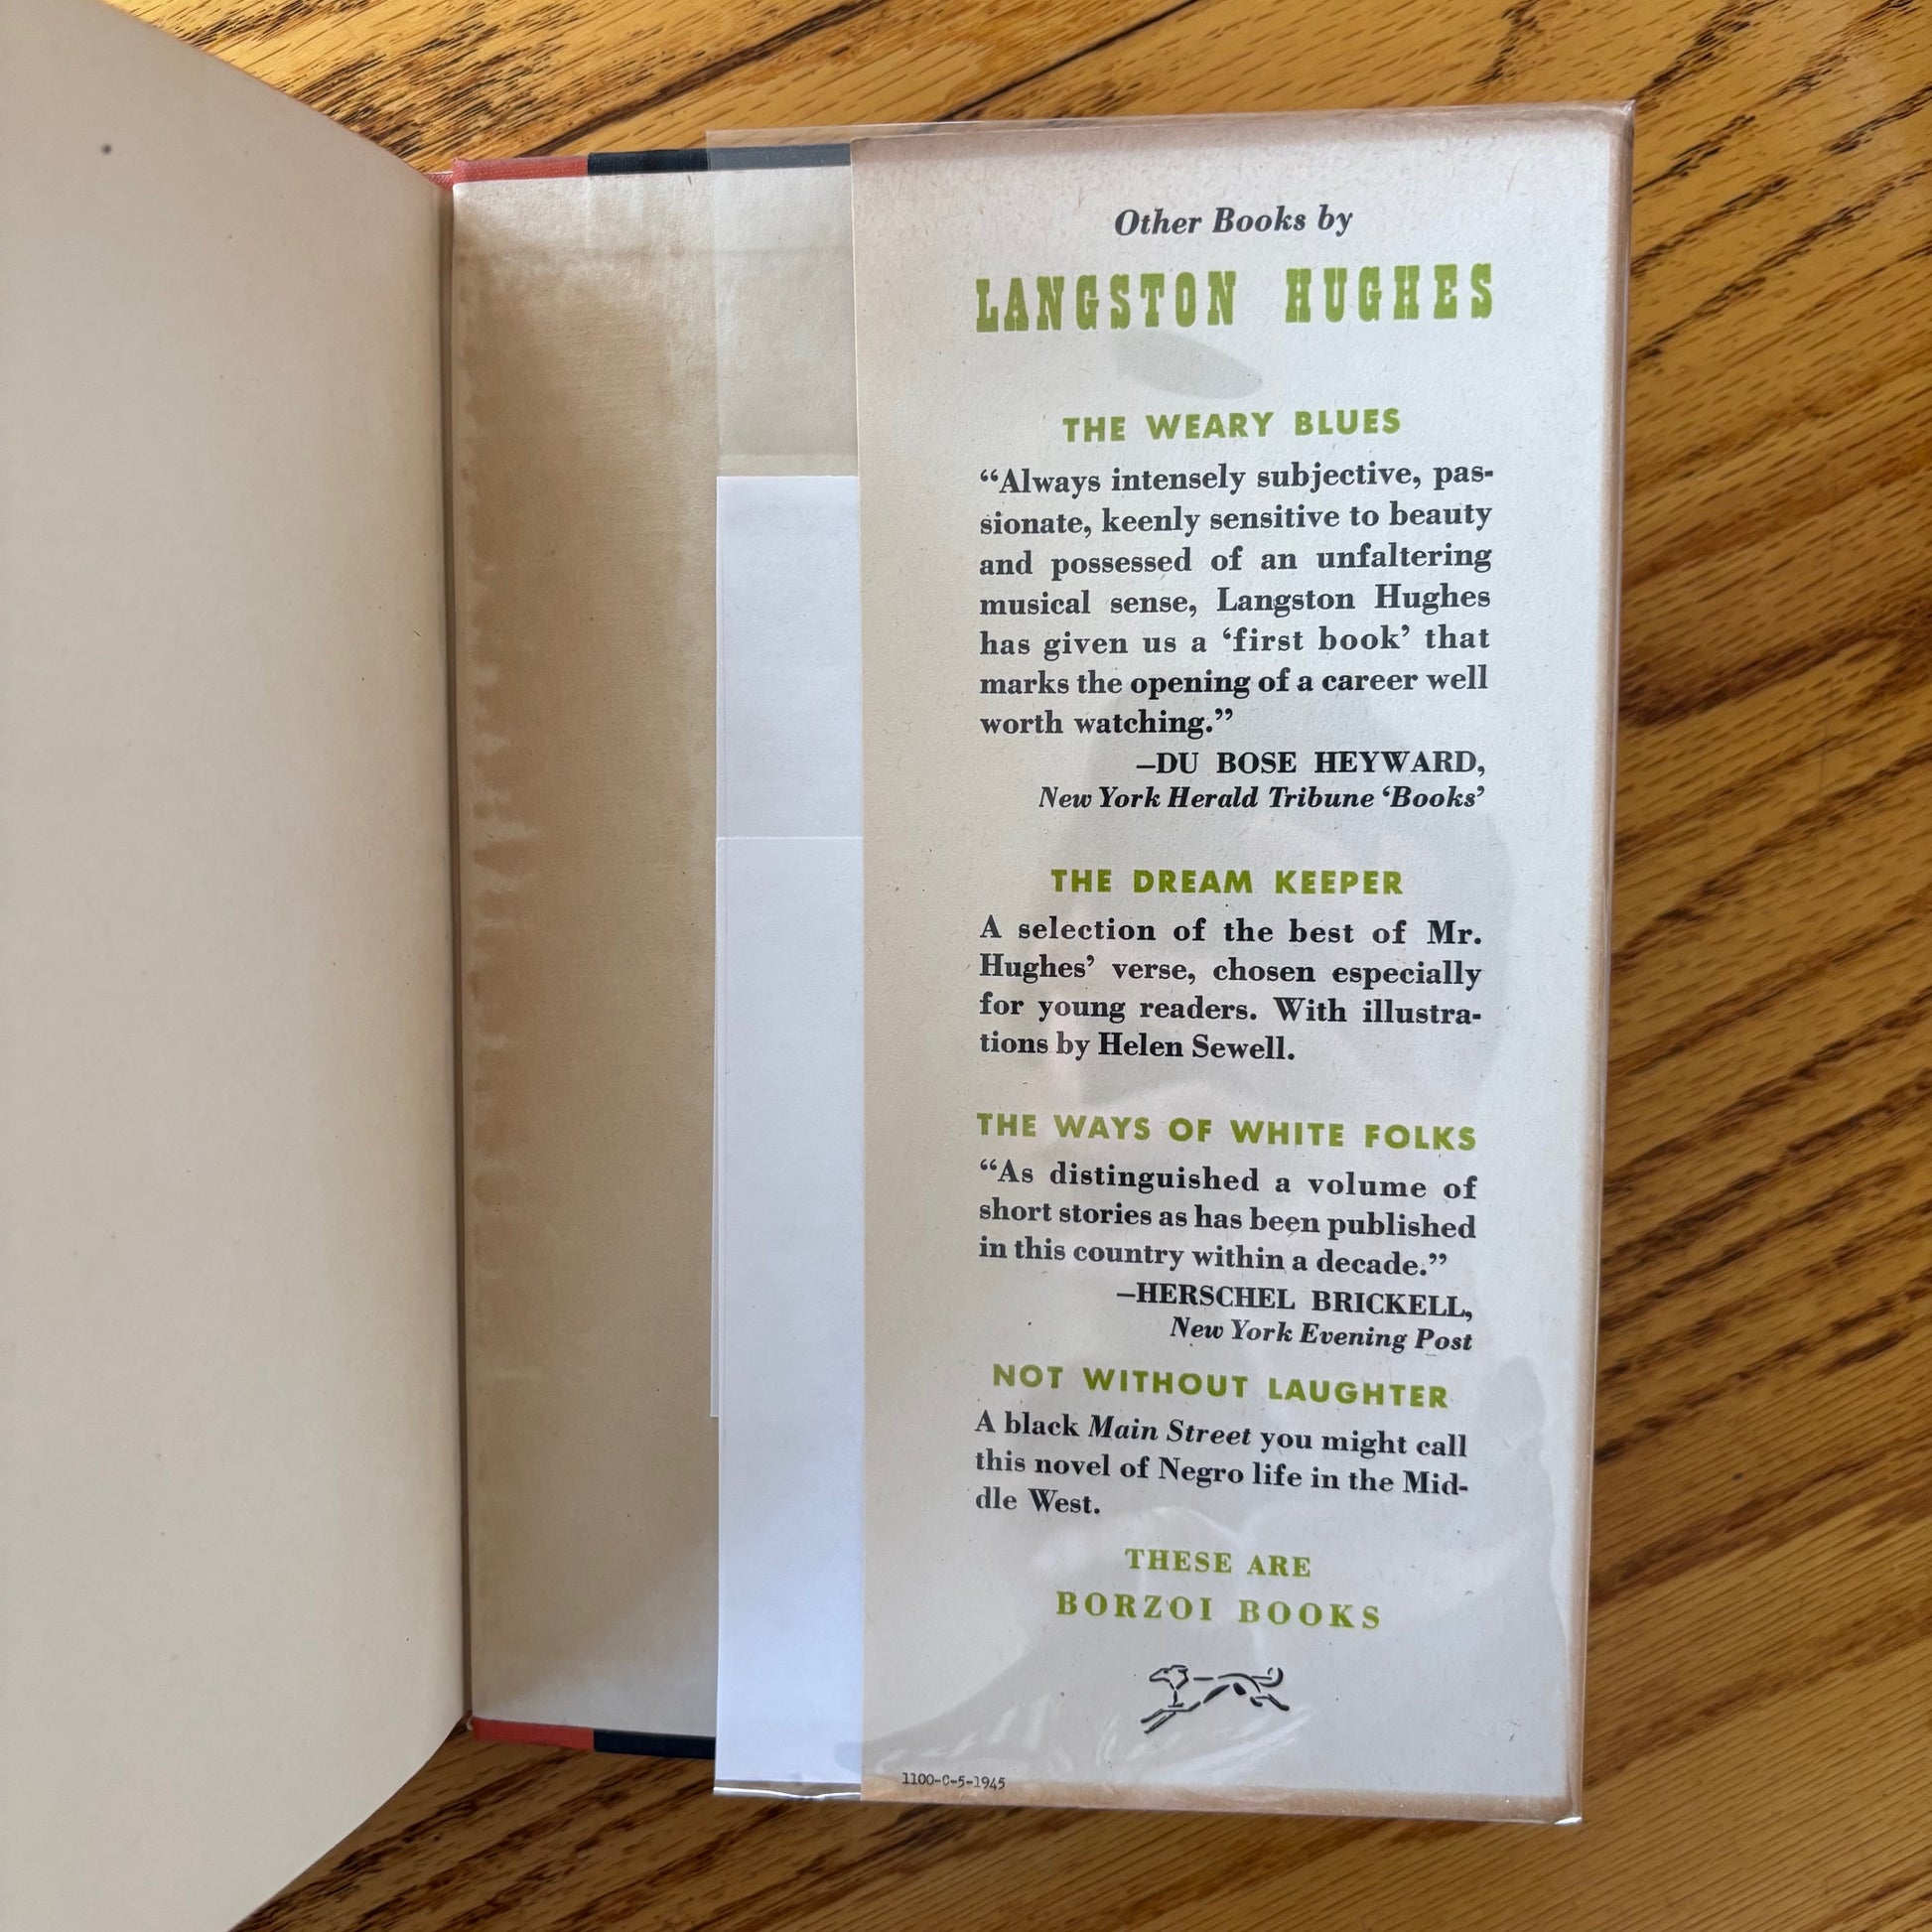 Other Books by
LANGSTON HUGHES
THE WEARY BLUES
“Always intensely subjective, pas-
sionate, keenly sensitive to beauty
and possessed of an unfaltering
musical sense, Langston Hughes
has given us a ‘first book’ that
marks the opening of a career well
worth watching.”
—DU BOSE HEYWARD,
New York Herald Tribune ‘Books’
THE DREAM KEEPER
A selection of the best of Mr.
Hughes’ verse, chosen especially
for young readers. With illustra-
tions by Helen Sewell.
THE WAYS OF WHITE FOLKS
“As distinguished a volume of
short stories as has been published
in this country within a decade.”
—HERSCHEL BRICKELL,
New York Evening Post
NOT WITHOUT LAUGHTER
A black Main Street you might call
this novel of Negro life in the Mid-
dle West.
THESE ARE
BORZOI BOOKS
1100-C-5-1945